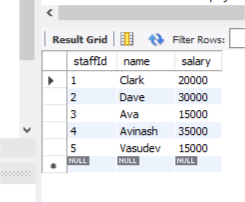 Result Grid Filter Rows:
staffId name salary
1 Clark 20000
2 Dave 30000
3 Ava 15000
4 Avinash 35000
5 Vasudev 15000
NULL NULL NULL